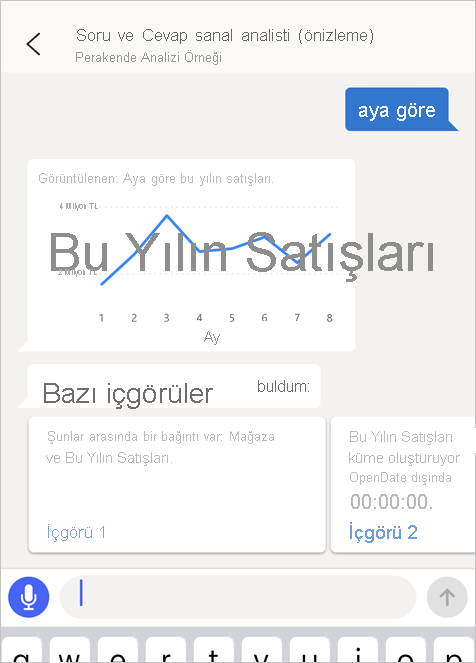 Soru ve Cevap sanal analisti (önizleme)
Perakende Analizi Örneği
aya göre
Görüntülenen: Aya göre bu yılın satışları.
4 Milyon TL
Bu Yılın Satışları
2 Milyon TL
1 2 3 4 5 6 7 8
Ay
Bazı içgörüler buldum:
Şunlar arasında bir bağıntı var: Mağaza
ve Bu Yılın Satışları.
İçgörü 1
Bu Yılın Satışları
küme oluşturuyor
OpenDate dışında
00:00:00.
İçgörü 2
q w e r t y u i o p